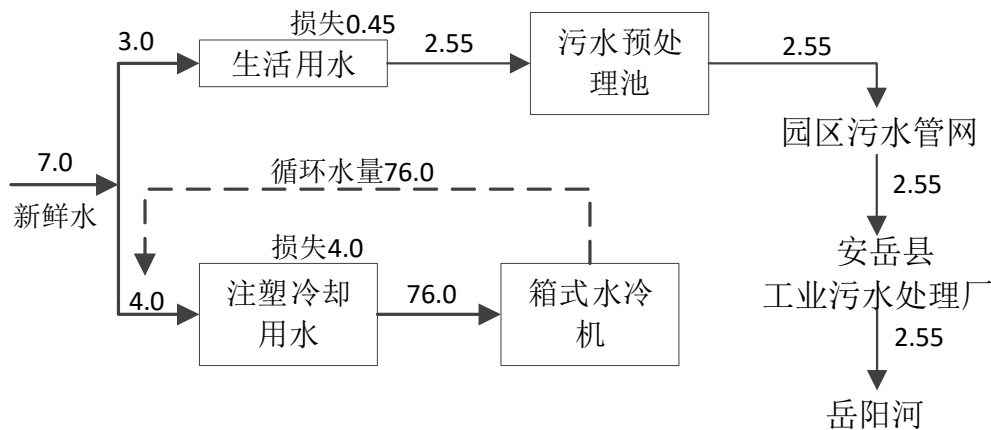 损失0.45
3.0
生活用水
2.55
污水预处
理池
2.55
园区污水管网
7.0
新鲜水
循环水量76.0
2.55
损失4.0
4.0
注塑冷却
用水
76.0
箱式水冷
机
安岳县
工业污水处理厂
2.55
岳阳河